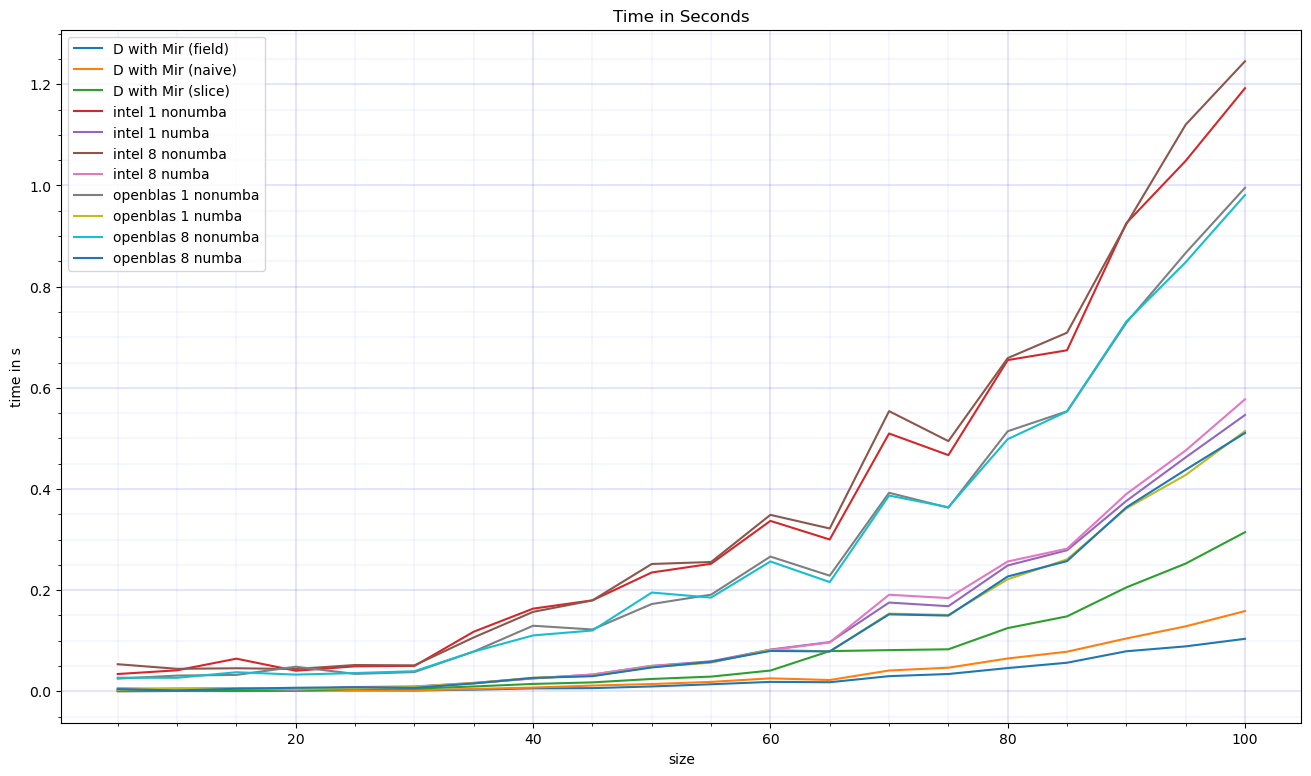 Time in Seconds
D with Mir (field)
D with Mir (naive)
D with Mir (slice)
intel 1 nonumba
intel 1 numba
intel 8 nonumba
intel 8 numba
openblas 1 nonumba
openblas 1 numba
openblas 8 nonumba
openblas 8 numba
time in s
1.2
1.0
0.8
0.6
0.4
0.2
0.0
20
40
60
80
100
size